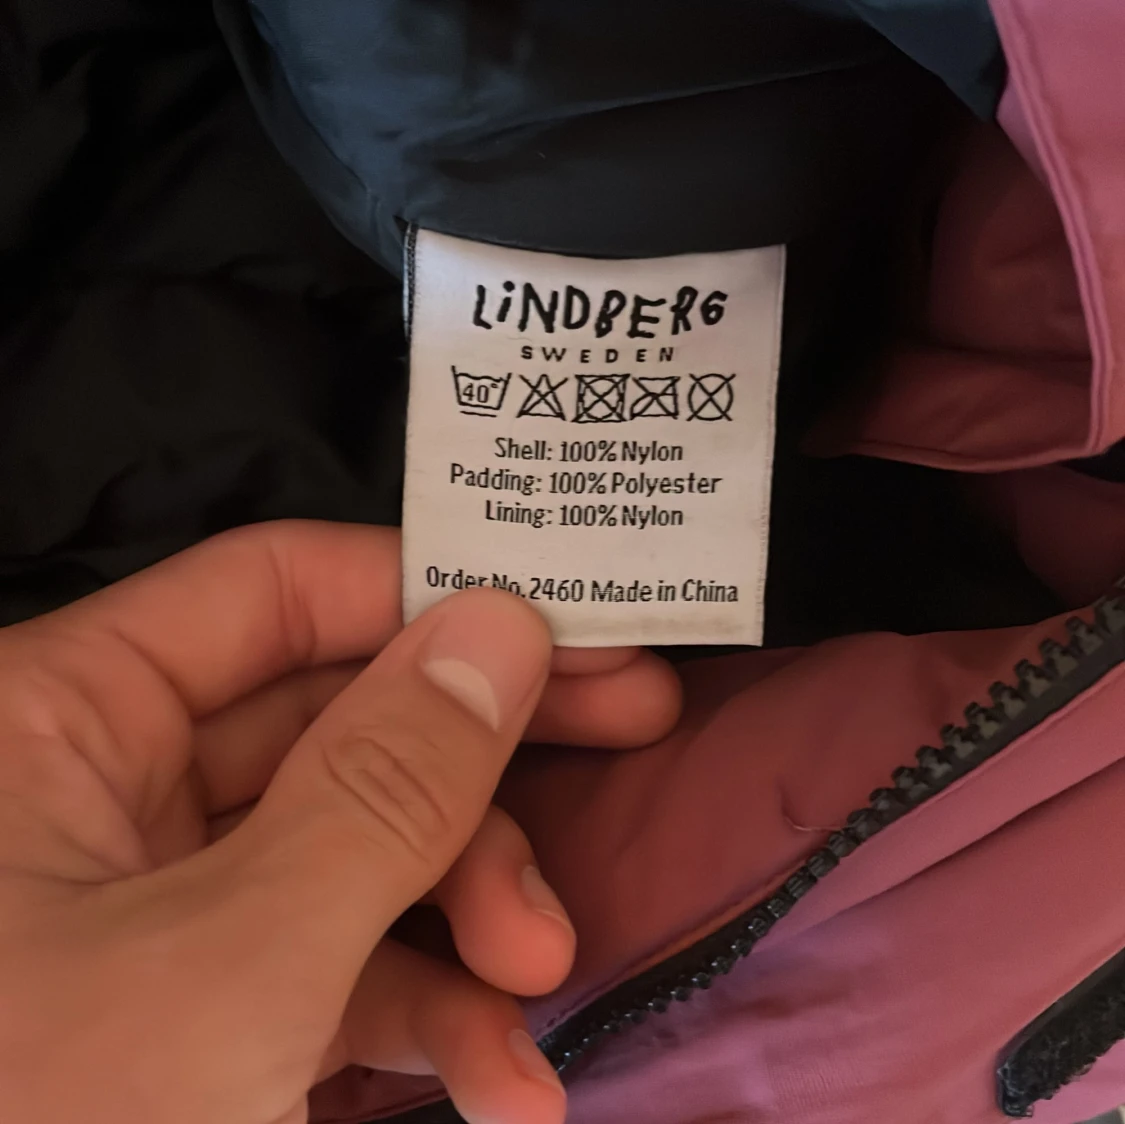 LiNDBERG
SWEDEN
40°
Shell: 100% Nylon
Padding: 100% Polyester
Lining: 100% Nylon
Order No. 2460 Made in China